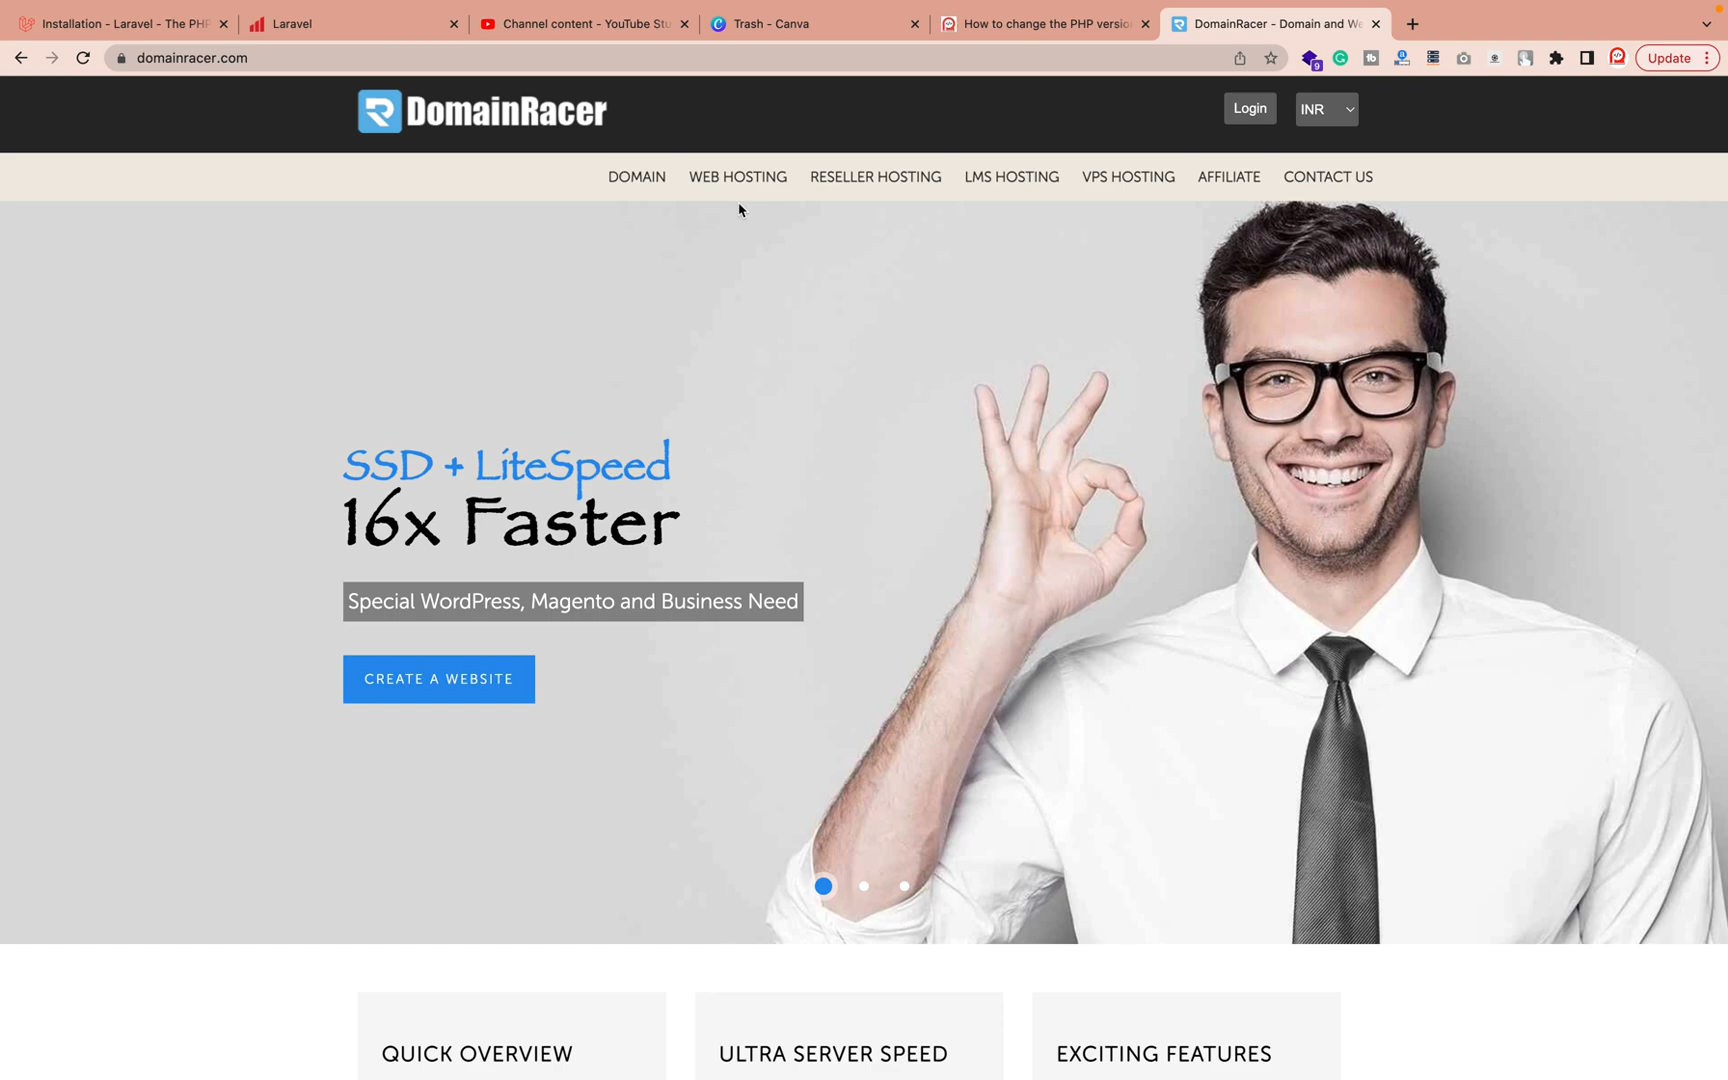 Installation - Laravel - The PHP
Laravel
Channel content - YouTube Stu
Trash - Canva
How to change the PHP versio
DomainRacer - Domain and We
domainracer.com
9
Update
DomainRacer
Login
INR
DOMAIN
WEB HOSTING
RESELLER HOSTING
LMS HOSTING
VPS HOSTING
AFFILIATE
CONTACT US
SSD + LiteSpeed
16x Faster
Special WordPress, Magento and Business Need
CREATE A WEBSITE
QUICK OVERVIEW
ULTRA SERVER SPEED
EXCITING FEATURES